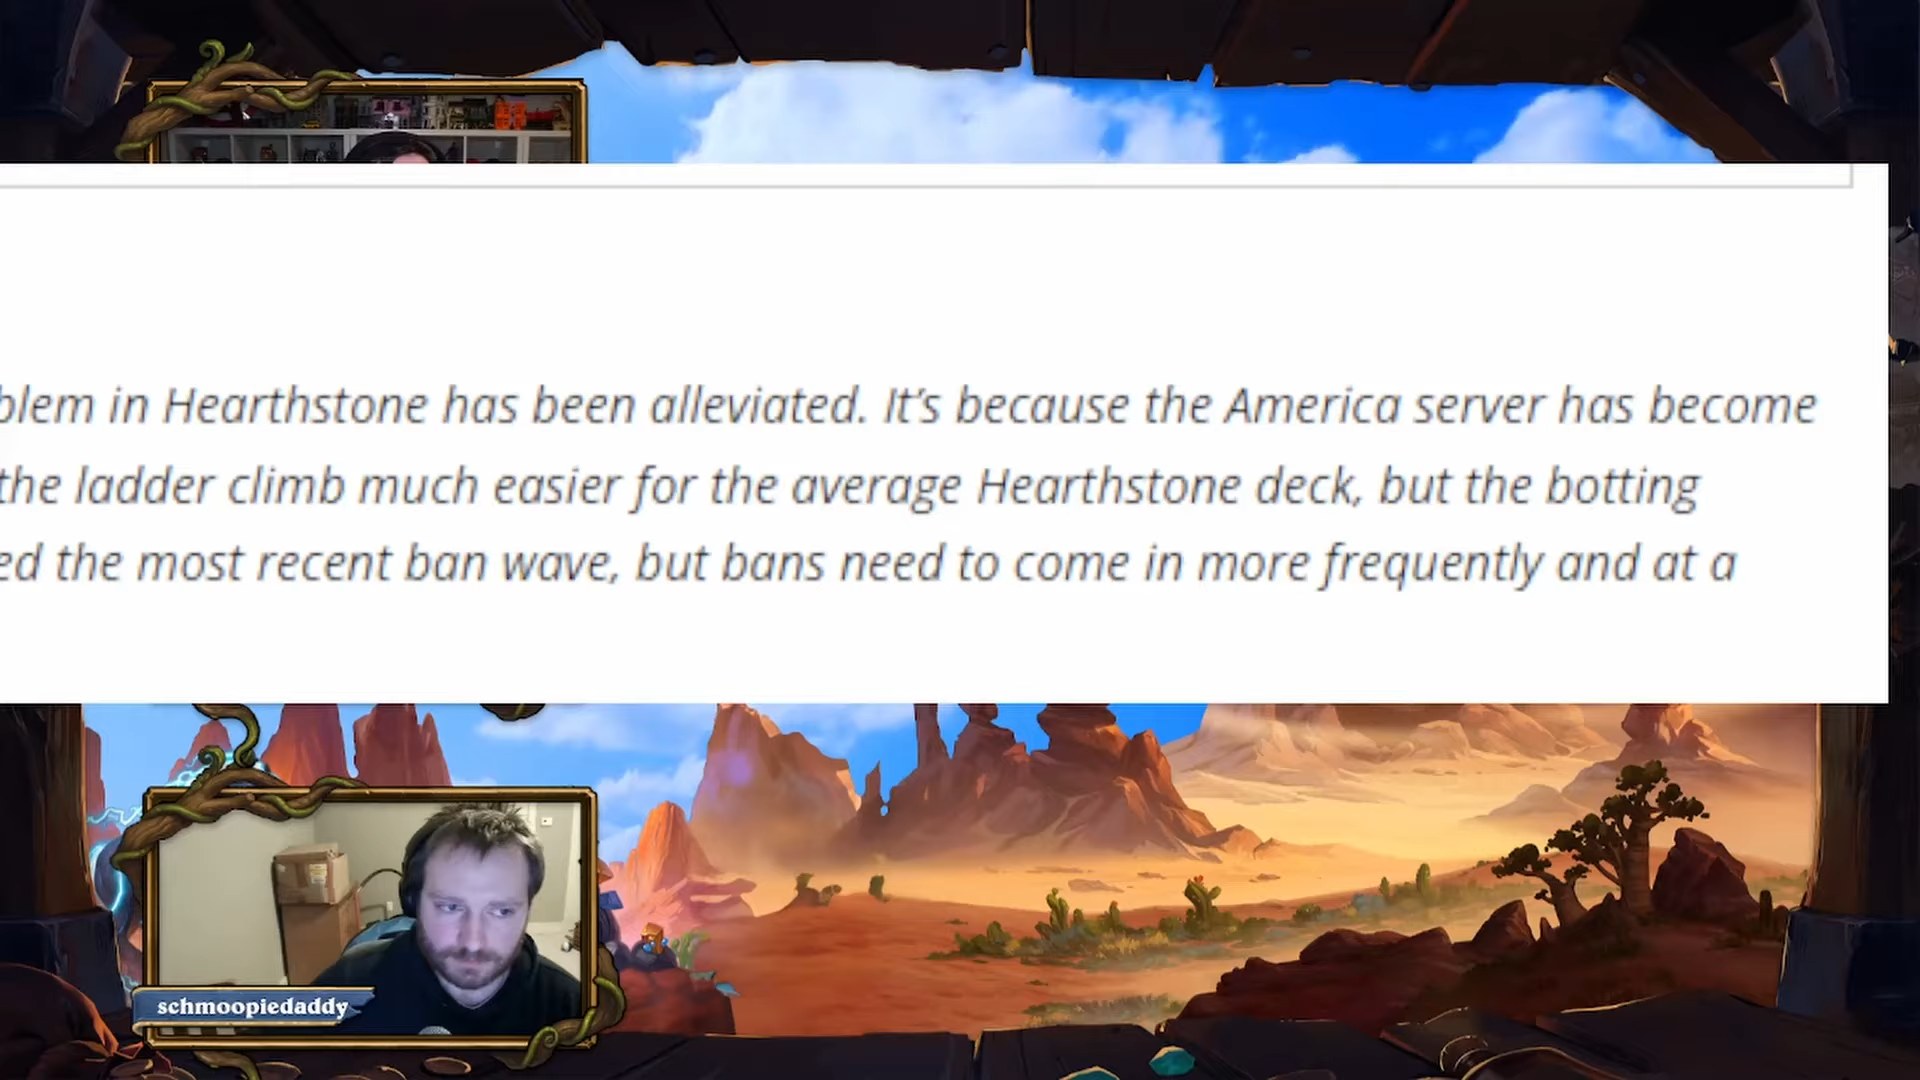 in Hearthstone has been alleviated. It's because the America server has become
the ladder climb much easier for the average Hearthstone deck, but the botting
the most recent ban wave, but bans need to come in more frequently and at a
schmoopiedaddy